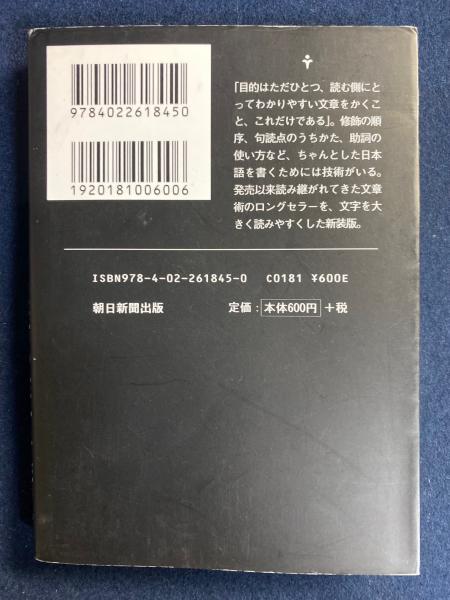 9784022618450
1920181006006
「目的はただひとつ、読む側にと
ってわかりやすい文章をかくこ
と、これだけである」。修飾の順
序、句読点のうちかた、助詞の
使い方など、ちゃんとした日本
語を書くためには技術がいる。
発売以来読み継がれてきた文章
術のロングセラーを、文字を大
きく読みやすくした新装版。
ISBN978-4-02-261845-0 C0181 ¥600E
朝日新聞出版 定価:本体600円+税